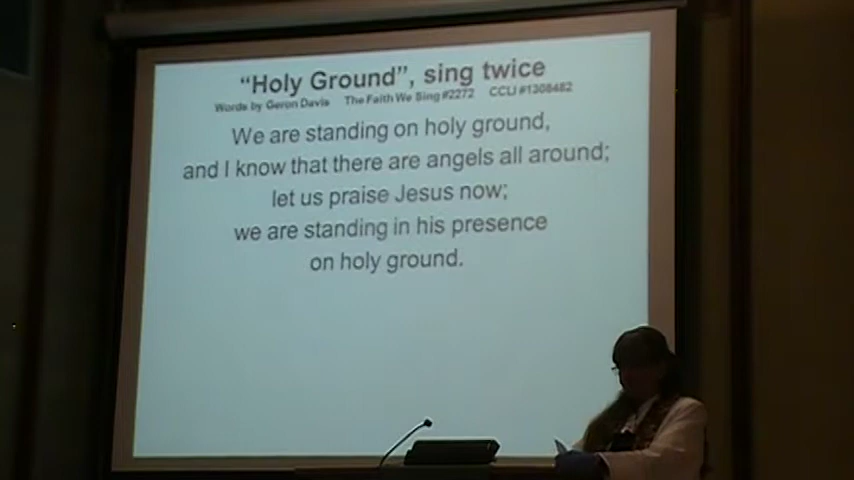 “Holy Ground”, sing twice
Words by Geron Davis The Faith We Sing #2272 CCLI #1308482
We are standing on holy ground,
and I know that there are angels all around;
let us praise Jesus now;
we are standing in his presence
on holy ground.